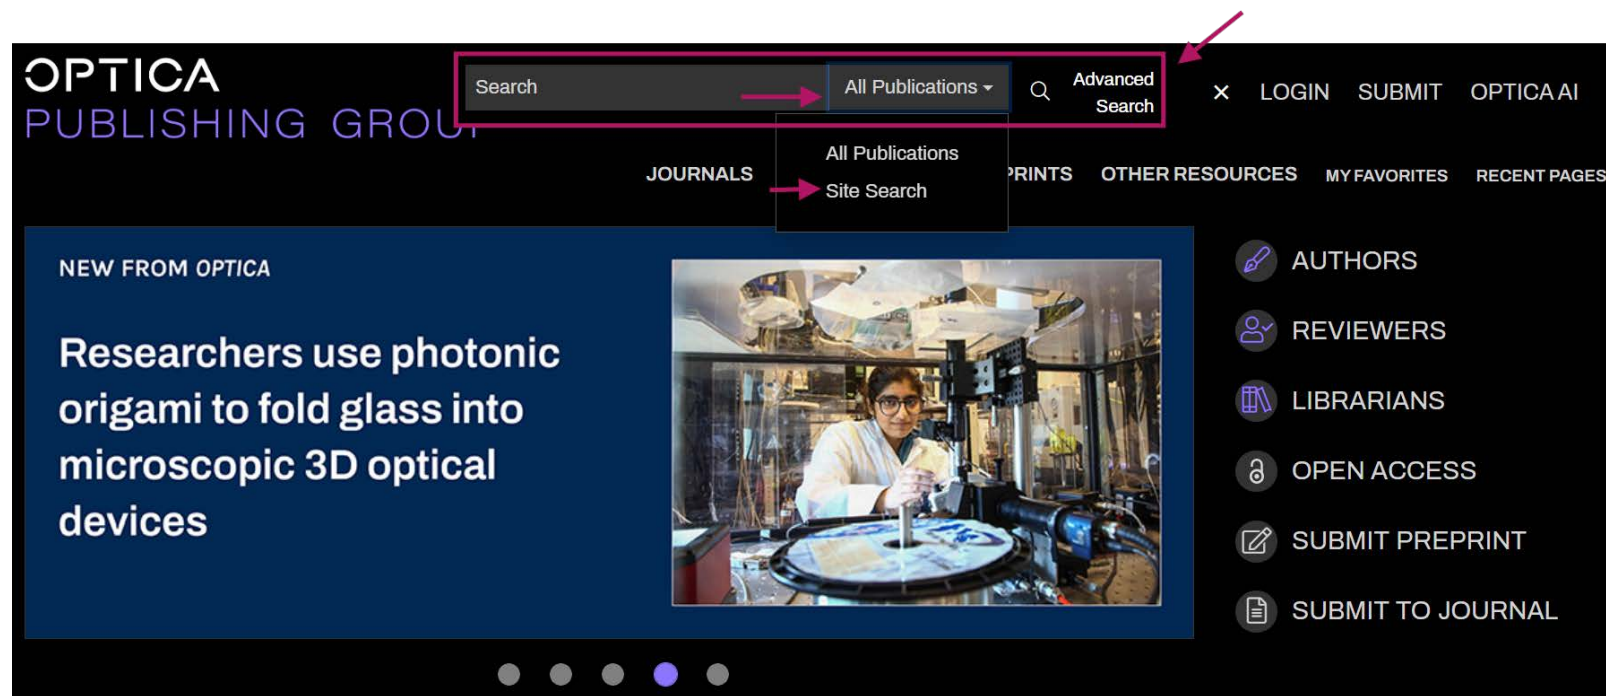 OPTICA
PUBLISHING GROUP
Search
All Publications
Advanced
Search
× LOGIN SUBMIT OPTICA AI
All Publications
Site Search
JOURNALS
OTHER RESOURCES MY FAVORITES RECENT PAGES
NEW FROM OPTICA
Researchers use photonic
origami to fold glass into
microscopic 3D optical
devices
AUTHORS
REVIEWERS
LIBRARIANS
OPEN ACCESS
SUBMIT PREPRINT
SUBMIT TO JOURNAL